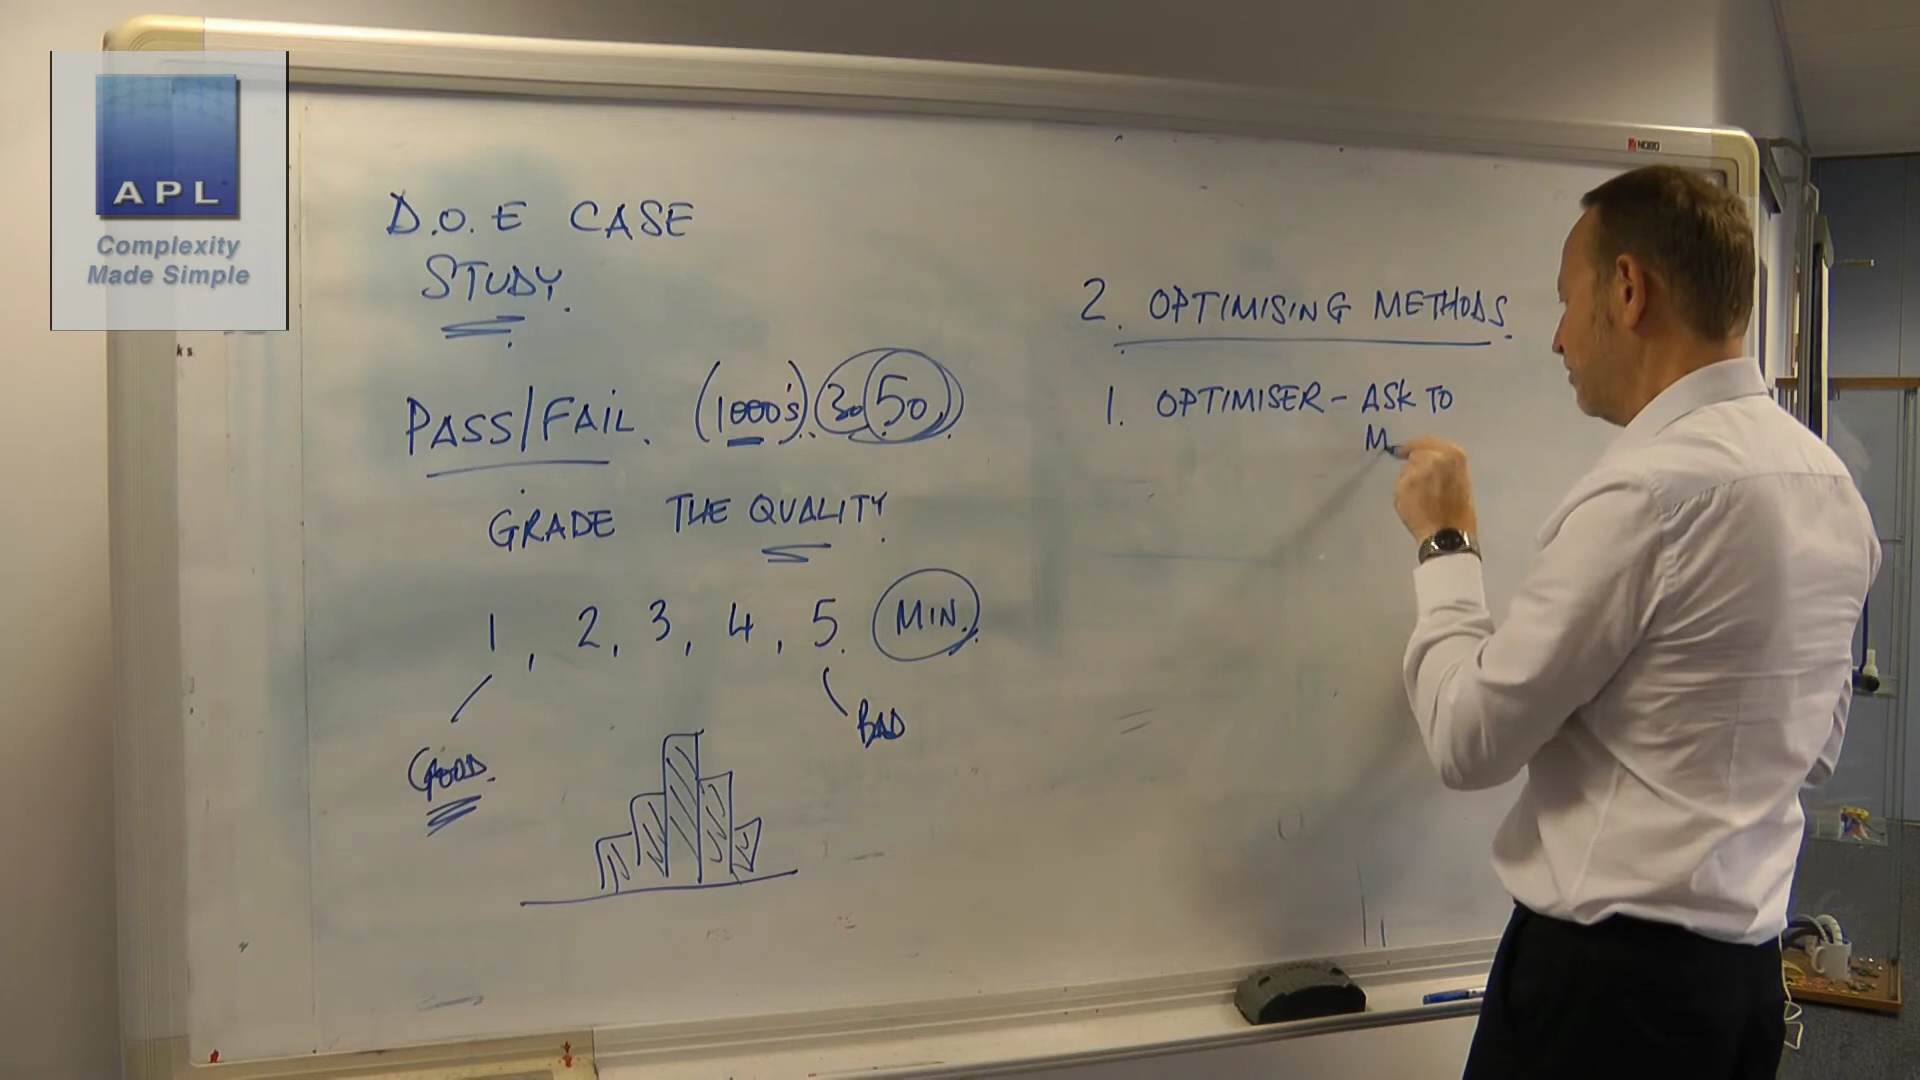 APL
Complexity
Made Simple
NOBO
D.O.E CASE
STUDY.
PASS/FAIL. (1000's). (30 (50))
GRADE THE QUALITY.
1, 2, 3, 4, 5. MIN.
GOOD.
BAD
2. OPTIMISING METHODS.
1. OPTIMISER - ASK TO